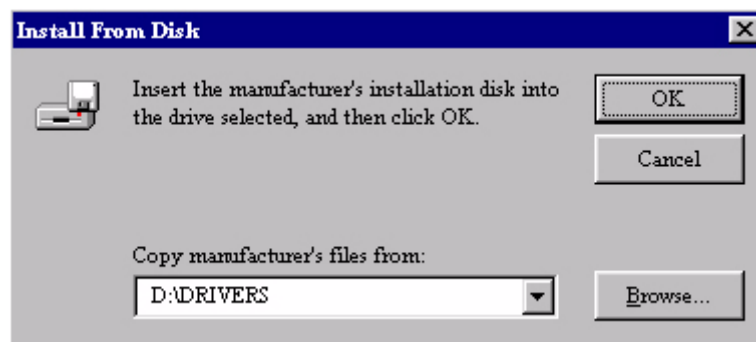 Install From Disk
Insert the manufacturer's installation disk into
the drive selected, and then click OK.
OK
Cancel
Copy manufacturer's files from:
D:\DRIVERS
Browse...